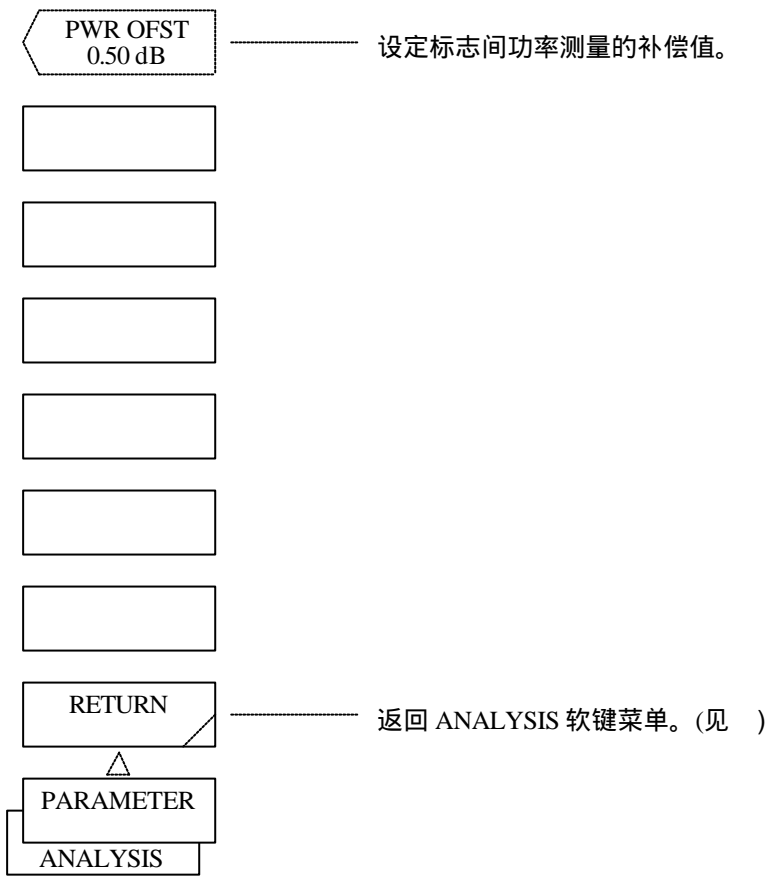 PWR OFST
0.50 dB
设定标志间功率测量的补偿值。
RETURN
返回 ANALYSIS 软键菜单。(见 )
PARAMETER
ANALYSIS